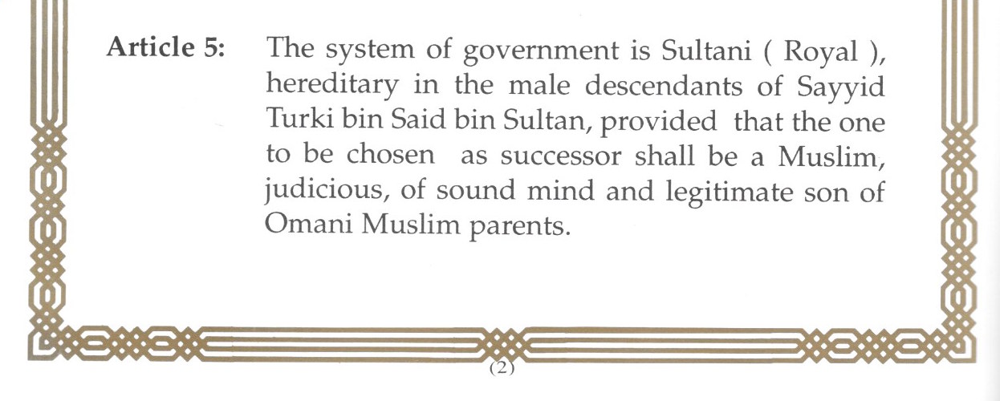 Article 5: The system of government is Sultani ( Royal ),
hereditary in the male descendants of Sayyid
Turki bin Said bin Sultan, provided that the one
to be chosen as successor shall be a Muslim,
judicious, of sound mind and legitimate son of
Omani Muslim parents.
(2)